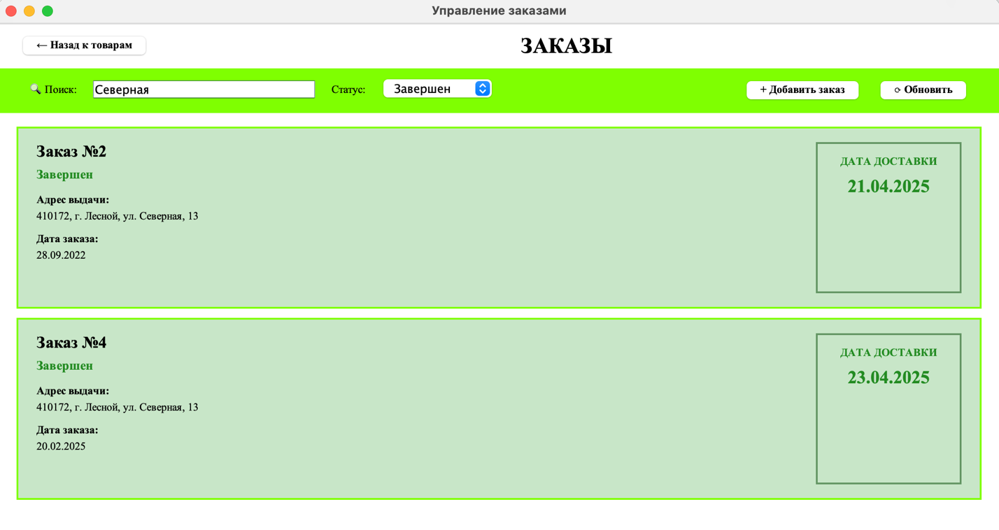 Управление заказами
← Назад к товарам
ЗАКАЗЫ
🔍 Поиск: Северная Статус: Завершен + Добавить заказ ⟳ Обновить
Заказ №2
Завершен
Адрес выдачи:
410172, г. Лесной, ул. Северная, 13
Дата заказа:
28.09.2022
ДАТА ДОСТАВКИ
21.04.2025
Заказ №4
Завершен
Адрес выдачи:
410172, г. Лесной, ул. Северная, 13
Дата заказа:
20.02.2025
ДАТА ДОСТАВКИ
23.04.2025